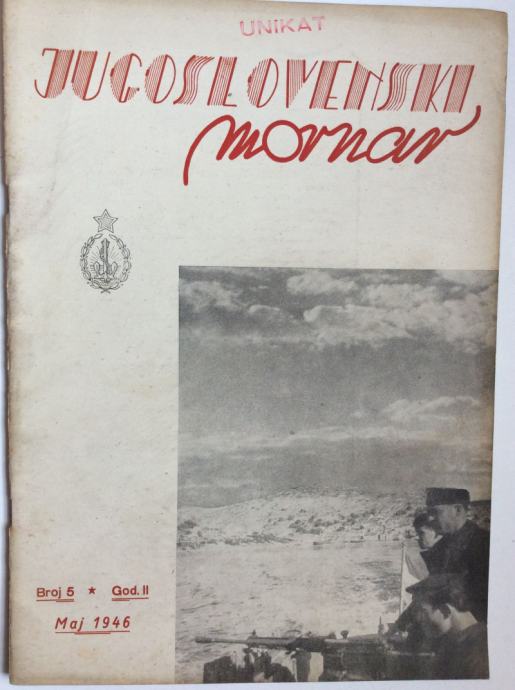 UNIKAT
JUGOSLOVENSKI
mornar
Broj 5 ★ God. II
Maj 1946